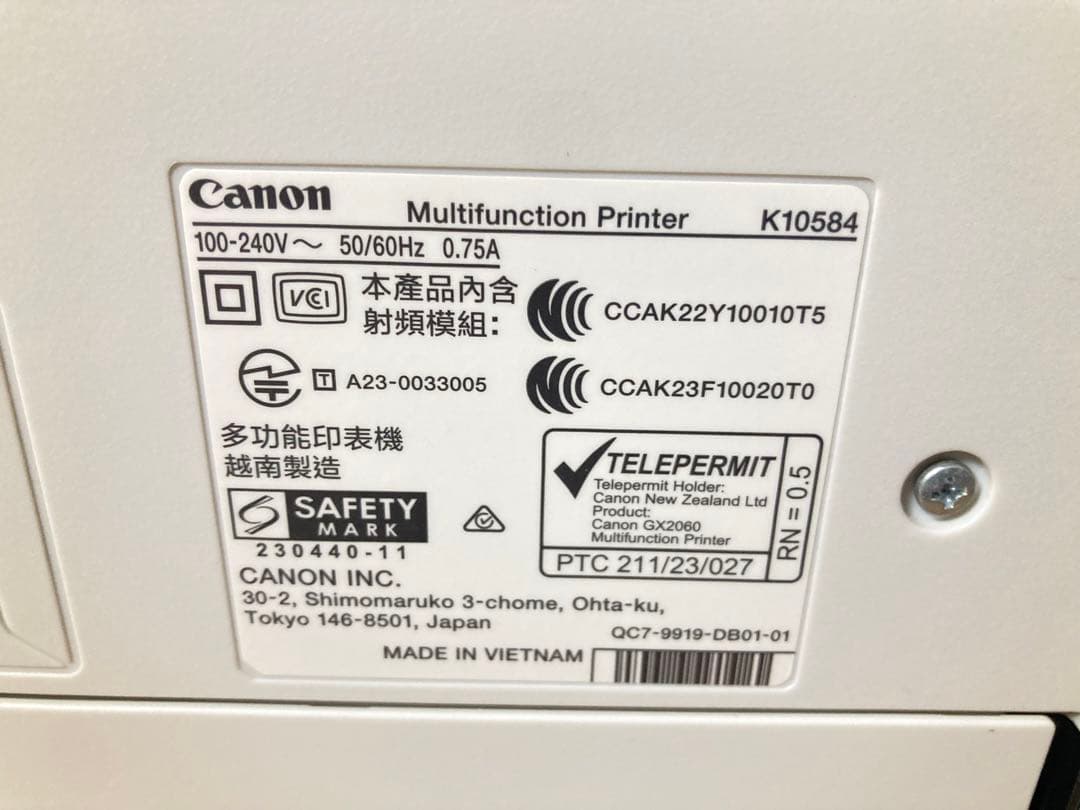 Canon
Multifunction Printer
K10584
100-240V～ 50/60Hz 0.75A
VCI
本產品內含
射頻模組：
CCAK22Y10010T5
CCAK23F10020T0
T A23-0033005
多功能印表機
越南製造
SAFETY
MARK
230440-11
TELEPERMIT
Telepermit Holder:
Canon New Zealand Ltd
Product:
Canon GX2060
Multifunction Printer
PTC 211/23/027
RN = 0.5
CANON INC.
30-2, Shimomaruko 3-chome, Ohta-ku,
Tokyo 146-8501, Japan
QC7-9919-DB01-01
MADE IN VIETNAM